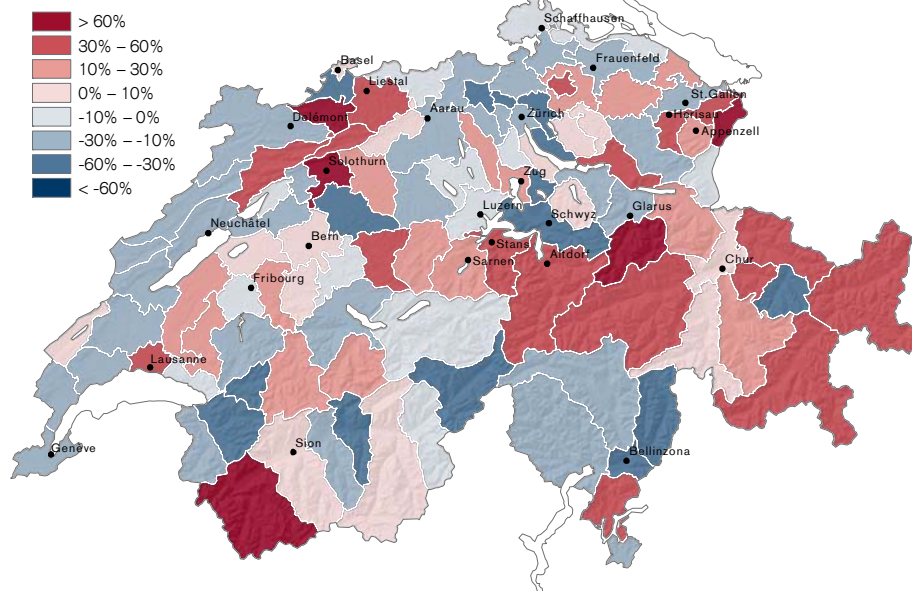 > 60%
30% – 60%
10% – 30%
0% – 10%
-10% – 0%
-30% – -10%
-60% – -30%
< -60%
Schaffhausen
Basel
Frauenfeld
Liestal
St.Gallen
Aarau
Zürich
Herisau
Delémont
Appenzell
Solothurn
Zug
Luzern
Glarus
Schwyz
Neuchâtel
Bern
Stans
Altdorf
Sarnen
Chur
Fribourg
Lausanne
Sion
Genève
Bellinzona